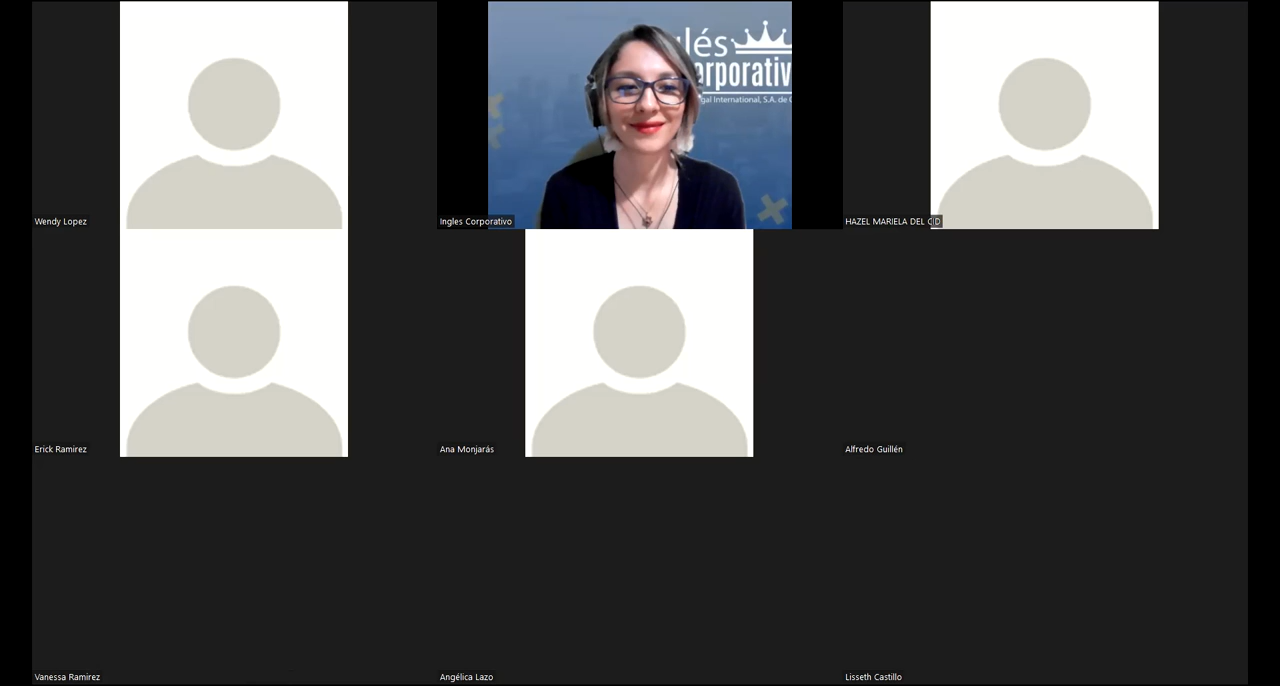 Wendy Lopez
lés
rporativ
gal International, S.A. de C
Ingles Corporativo
HAZEL MARIELA DEL CID
Erick Ramirez
Ana Monjarás
Alfredo Guillén
Vanessa Ramirez
Angélica Lazo
Lisseth Castillo